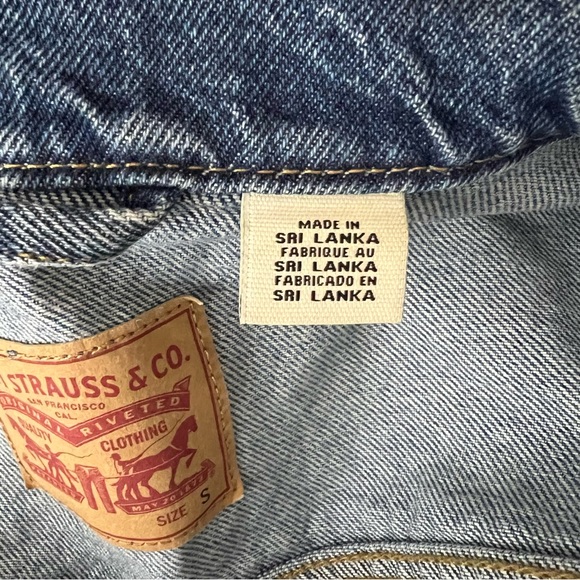 MADE IN
SRI LANKA
FABRIQUE AU
SRI LANKA
FABRICADO EN
SRI LANKA
STRAUSS & CO.
SAN FRANCISCO
CAL.
ORIGINAL RIVETED
QUALITY CLOTHING
SIZE S